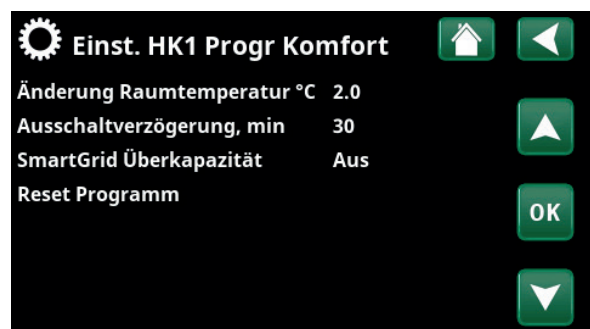 Einst. HK1 Progr Komfort
Änderung Raumtemperatur °C 2.0
Ausschaltverzögerung, min 30
SmartGrid Überkapazität Aus
Reset Programm
OK